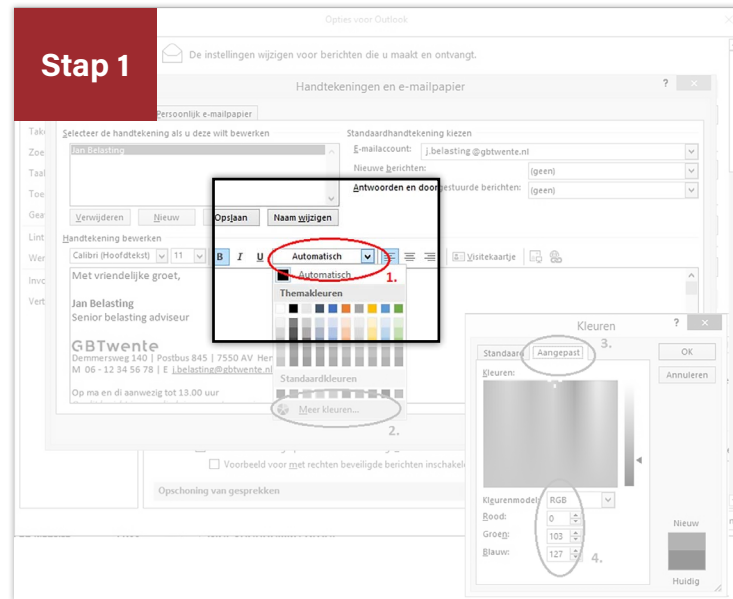 Opties voor Outlook
Stap 1
De instellingen wijzigen voor berichten die u maakt en ontvangt.
Handtekeningen en e-mailpapier
Persoonlijk e-mailpapier
Selecteer de handtekening als u deze wilt bewerken
Jan Belasting
Verwijderen
Nieuw
Opslaan
Naam wijzigen
Standaardhandtekening kiezen
E-mailaccount:
j.belasting@gbtwente.nl
Nieuwe berichten:
(geen)
Antwoorden en doorgestuurde berichten:
(geen)
Handtekening bewerken
Calibri (Hoofdtekst) 11 B I U Automatisch Visitekaartje
1.
Automatisch
Themakleuren
Standaardkleuren
Meer kleuren...
2.
Met vriendelijke groet,
Jan Belasting
Senior belasting adviseur
GBTwente
Demmersweg 140 | Postbus 845 | 7550 AV
M 06 - 12 34 56 78 | E j.belasting@gbtwente.nl
Op ma en di aanwezig tot 13.00 uur
Voorbeeld voor met rechten beveiligde berichten
Opschoning van gesprekken
Kleuren
3.
Standaard
Aangepast
OK
Annuleren
Kleuren:
Kleurenmodel: RGB
Rood: 0
Groen: 103
Blauw: 127
4.
Nieuw
Huidig